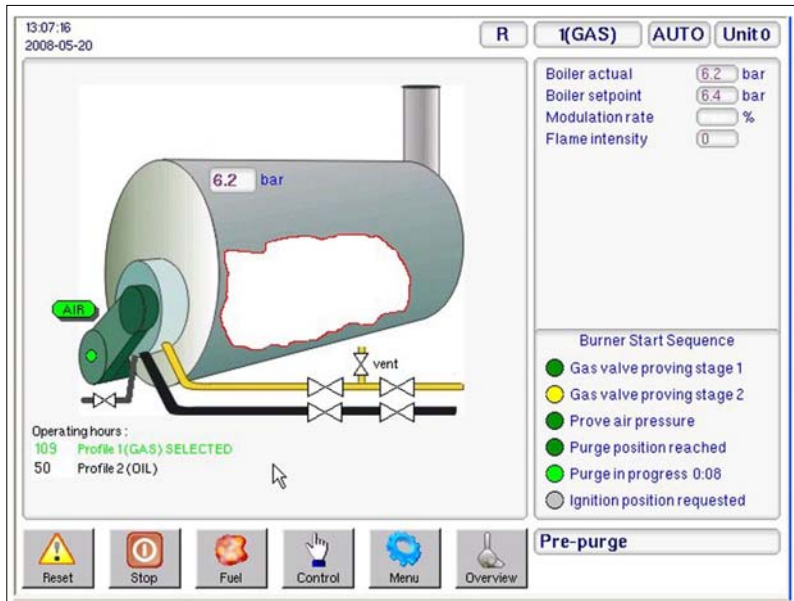 13:07:16
2008-05-20
R
1(GAS)
AUTO
Unit 0
6.2 bar
AIR
vent
Operating hours :
109 Profile 1(GAS) SELECTED
50 Profile 2 (OIL)
Boiler actual 6.2 bar
Boiler setpoint 6.4 bar
Modulation rate %
Flame intensity 0
Burner Start Sequence
Gas valve proving stage 1
Gas valve proving stage 2
Prove air pressure
Purge position reached
Purge in progress 0:08
Ignition position requested
Pre-purge
Reset
Stop
Fuel
Control
Menu
Overview